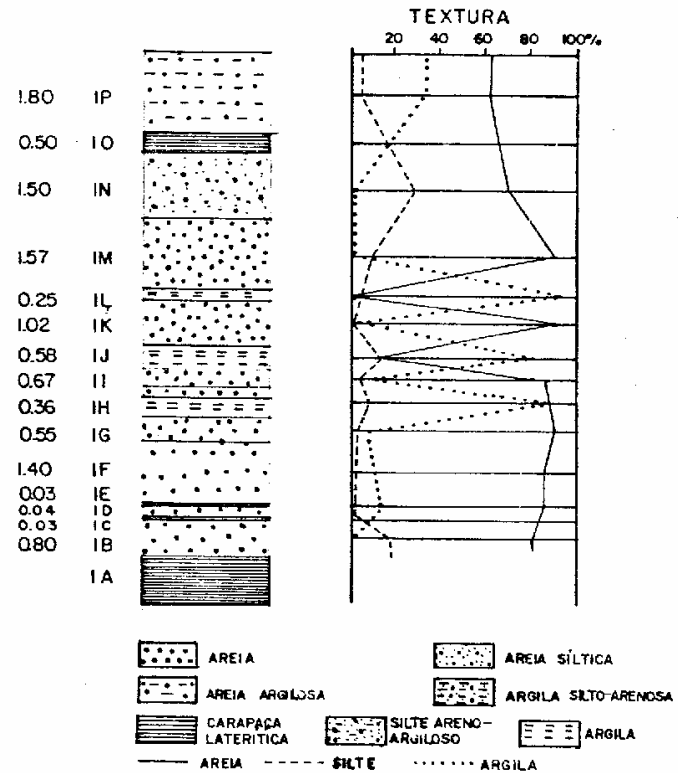 TEXTURA
20 40 60 80 100%
1.80 IP
0.50 IO
1.50 IN
1.57 IM
0.25 IL
1.02 IK
0.58 IJ
0.67 II
0.36 IH
0.55 IG
1.40 IF
0.03 IE
0.04 ID
0.03 IC
0.80 IB
IA
AREIA AREIA SÍLTICA
AREIA ARGILOSA ARGILA SILTO-ARENOSA
CARAPAÇA LATERITICA SILTE ARENO-ARGILOSO ARGILA
AREIA SILTE ARGILA